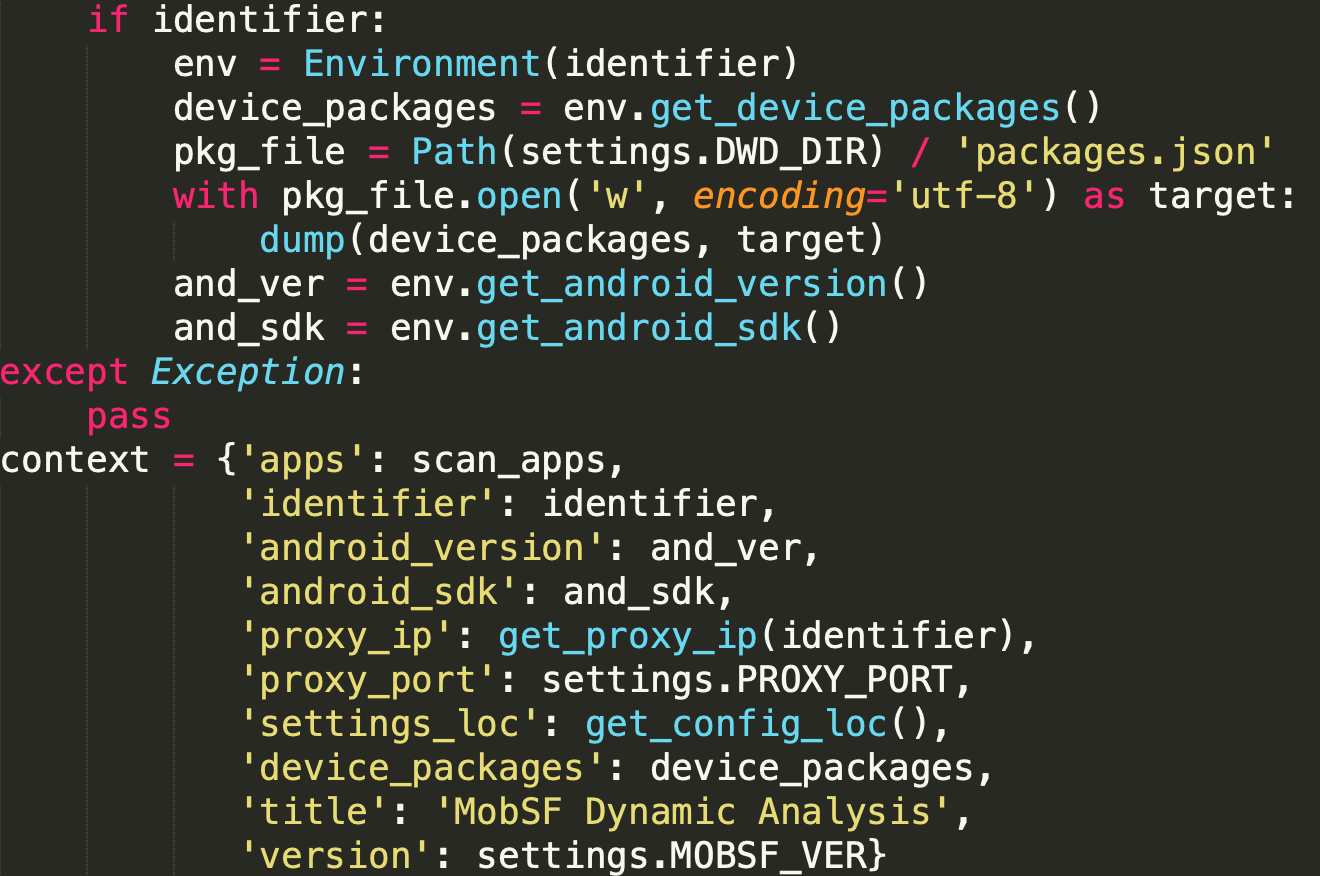 if identifier:
        env = Environment(identifier)
        device_packages = env.get_device_packages()
        pkg_file = Path(settings.DWD_DIR) / 'packages.json'
        with pkg_file.open('w', encoding='utf-8') as target:
            dump(device_packages, target)
        and_ver = env.get_android_version()
        and_sdk = env.get_android_sdk()
except Exception:
    pass
context = {'apps': scan_apps,
           'identifier': identifier,
           'android_version': and_ver,
           'android_sdk': and_sdk,
           'proxy_ip': get_proxy_ip(identifier),
           'proxy_port': settings.PROXY_PORT,
           'settings_loc': get_config_loc(),
           'device_packages': device_packages,
           'title': 'MobSF Dynamic Analysis',
           'version': settings.MOBSF_VER}